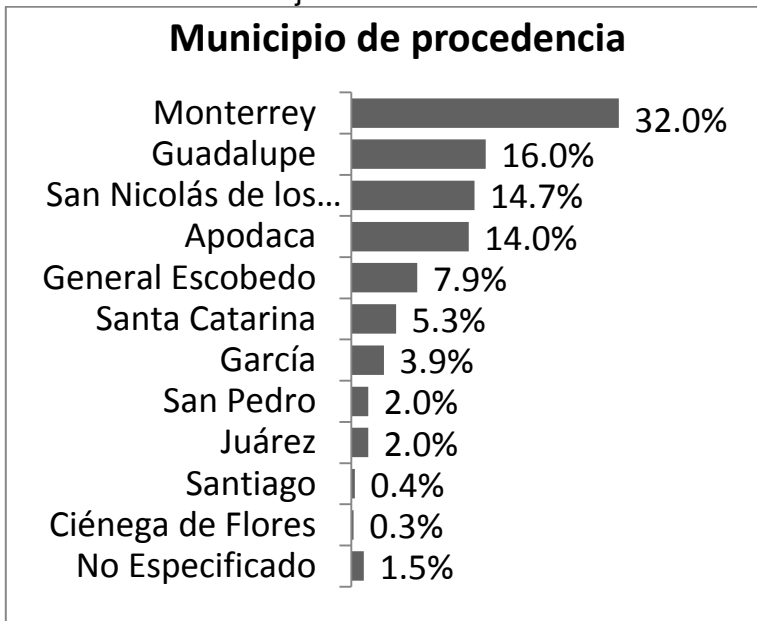 Municipio de procedencia
Monterrey 32.0%
Guadalupe 16.0%
San Nicolás de los... 14.7%
Apodaca 14.0%
General Escobedo 7.9%
Santa Catarina 5.3%
García 3.9%
San Pedro 2.0%
Juárez 2.0%
Santiago 0.4%
Ciénega de Flores 0.3%
No Especificado 1.5%